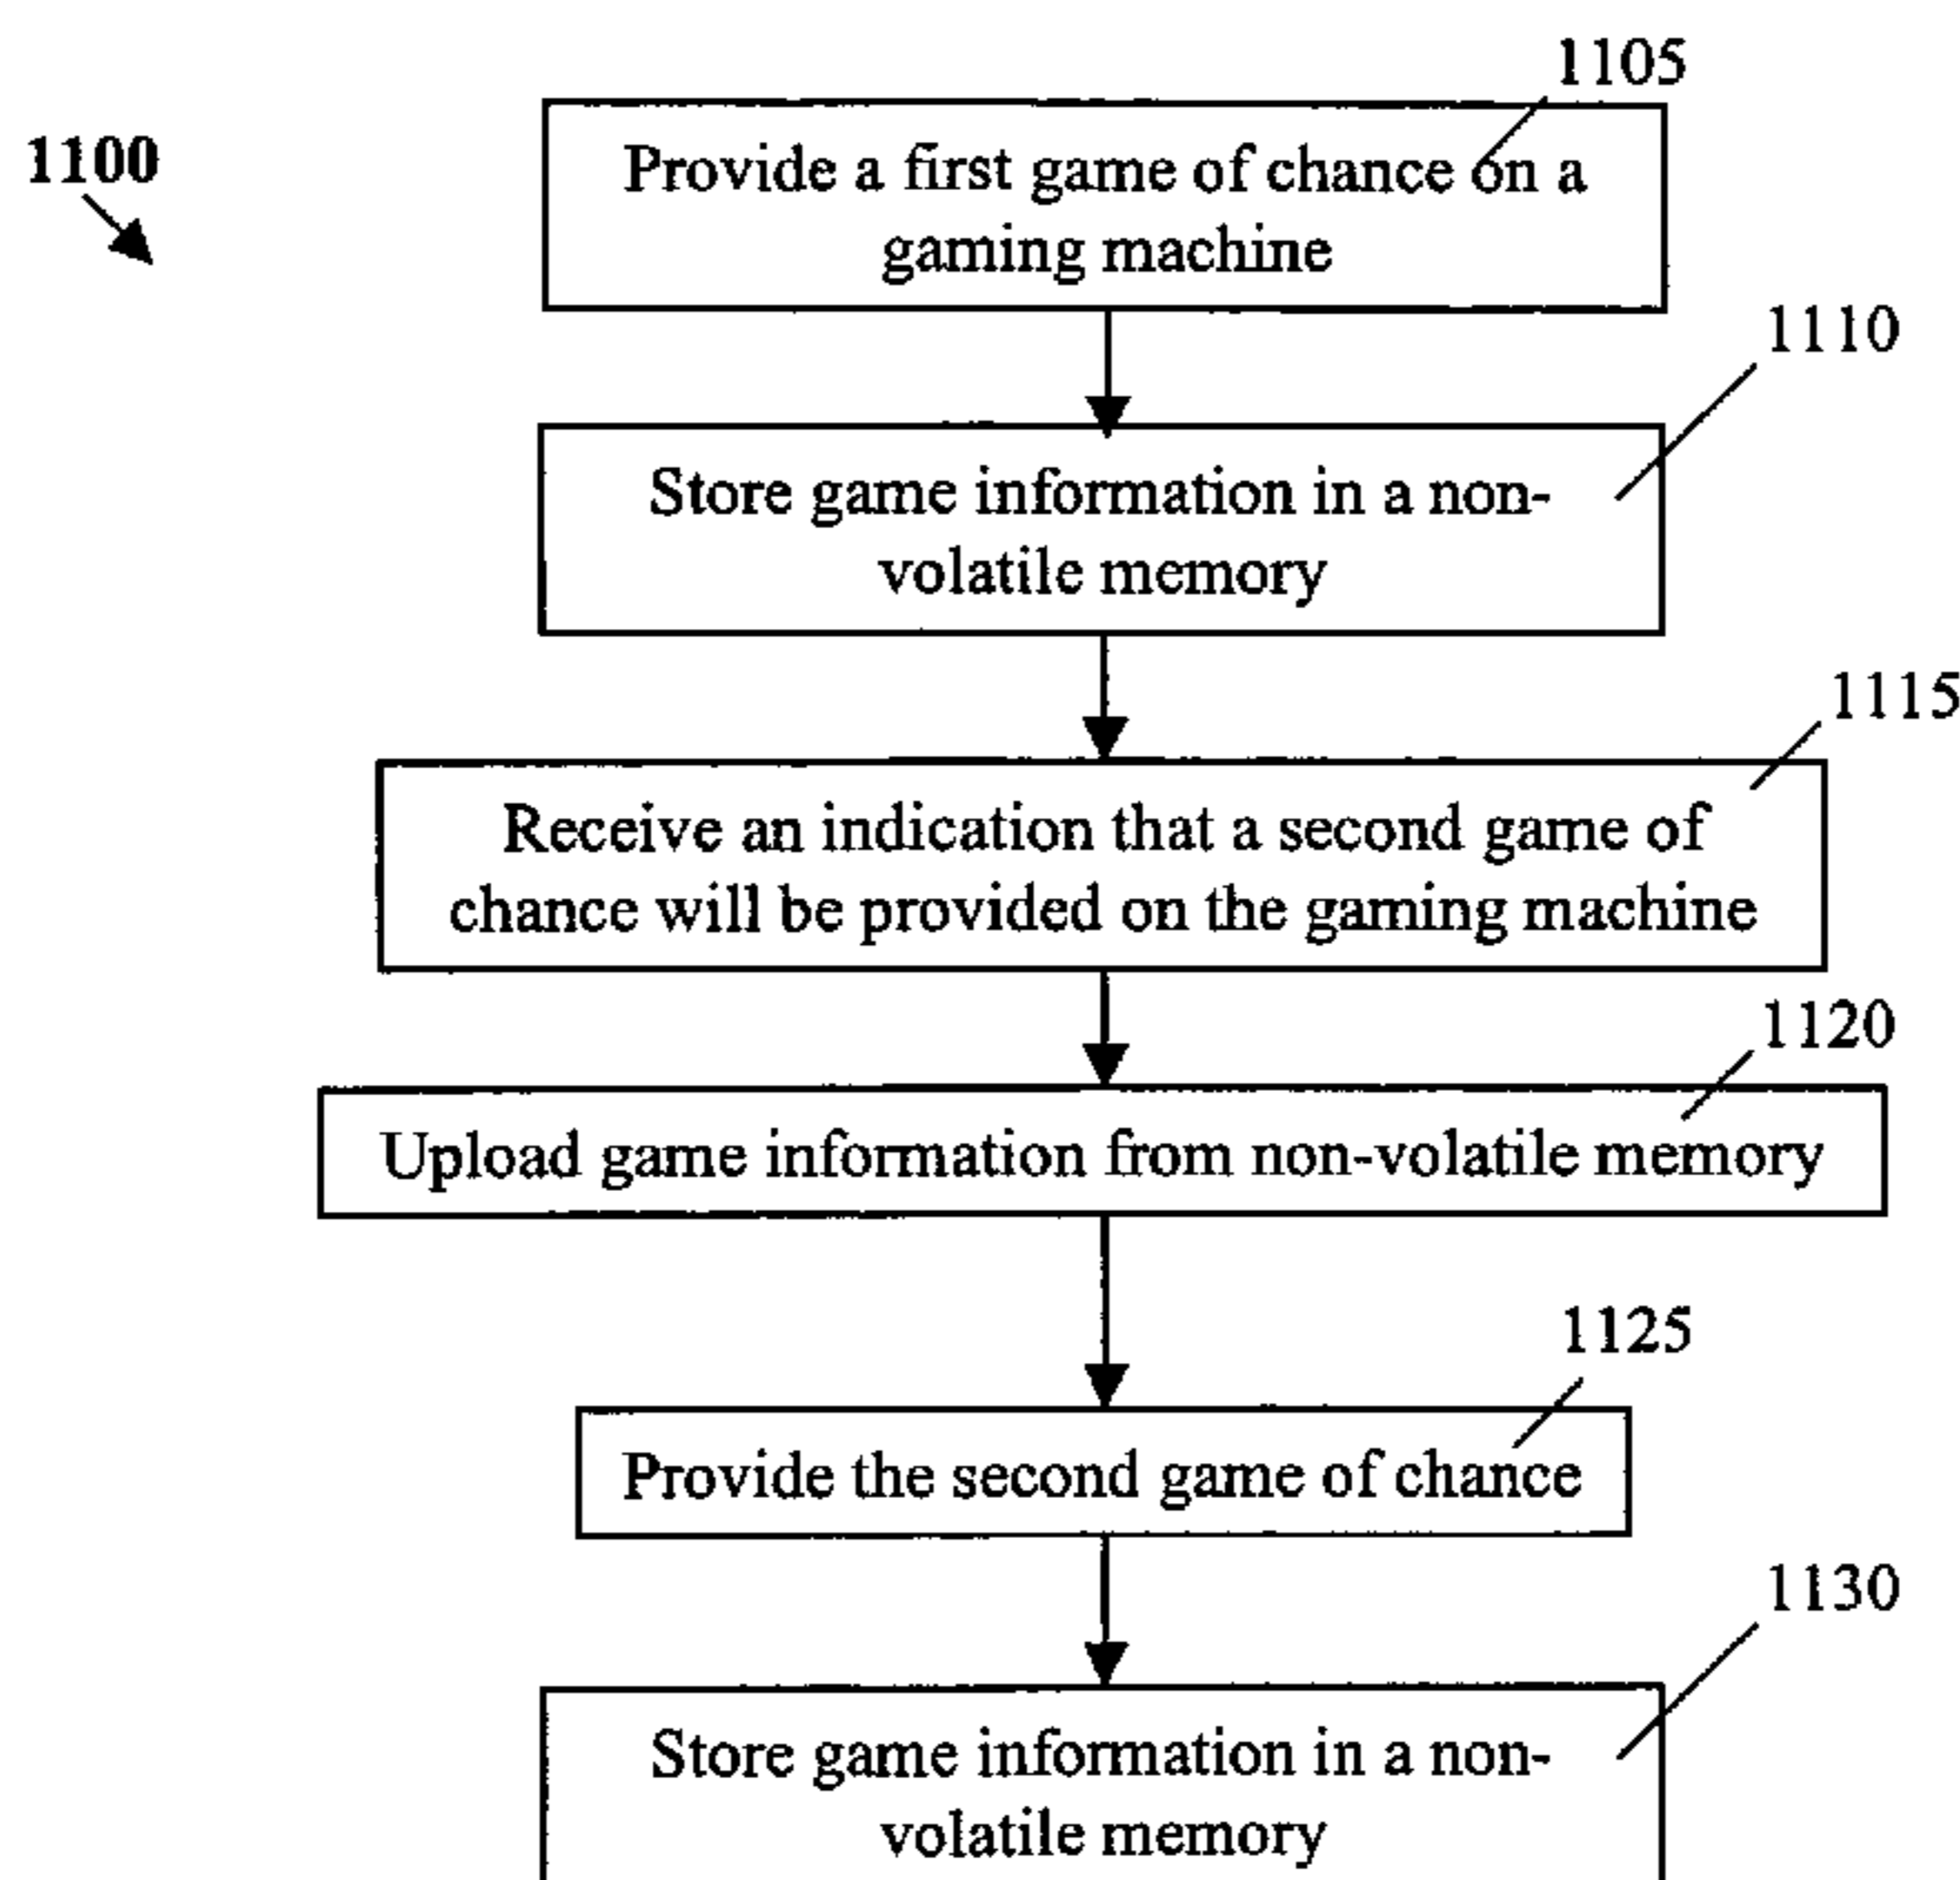 1105
1100
Provide a first game of chance on a
gaming machine
1110
Store game information in a non-
volatile memory
1115
Receive an indication that a second game of
chance will be provided on the gaming machine
1120
Upload game information from non-volatile memory
1125
Provide the second game of chance
1130
Store game information in a non-
volatile memory